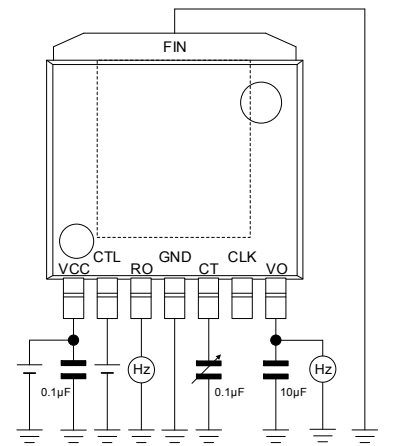 FIN
CTL GND CLK
VCC RO CT VO
Hz Hz
0.1µF 0.1µF 10µF